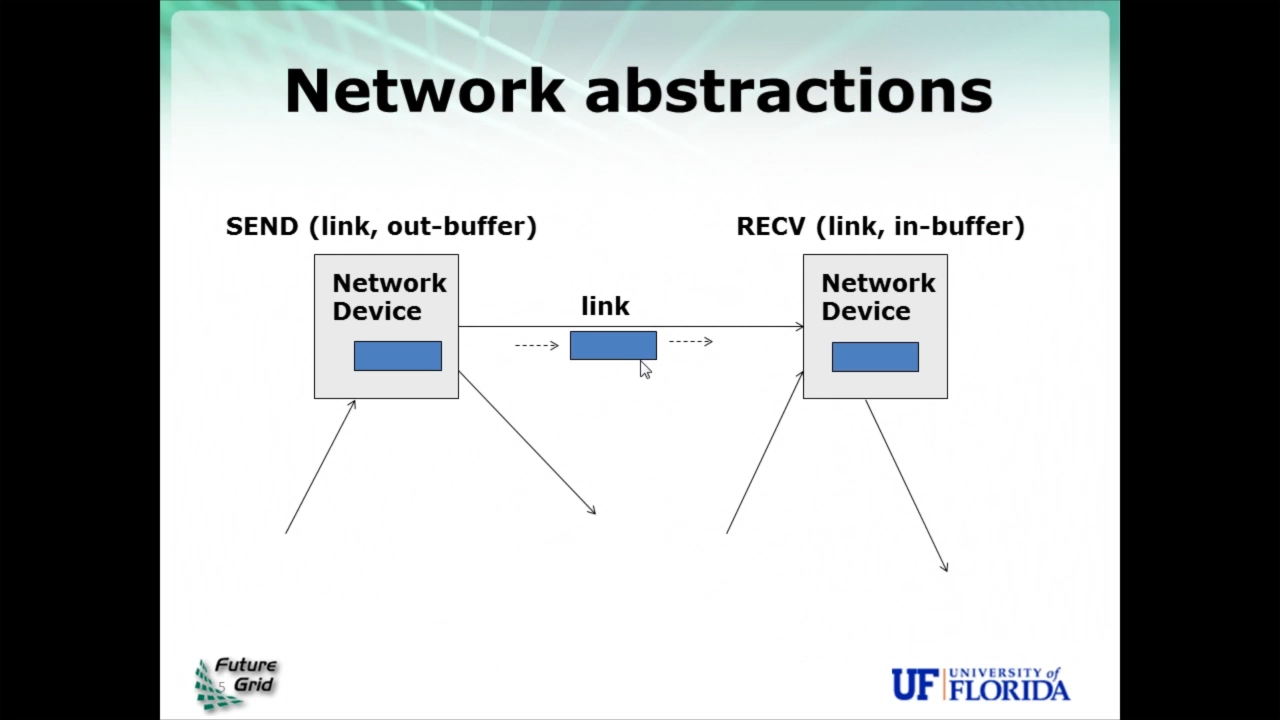 Network abstractions
SEND (link, out-buffer)
RECV (link, in-buffer)
Network
Device
link
Network
Device
Future
Grid
5
UF UNIVERSITY of
FLORIDA